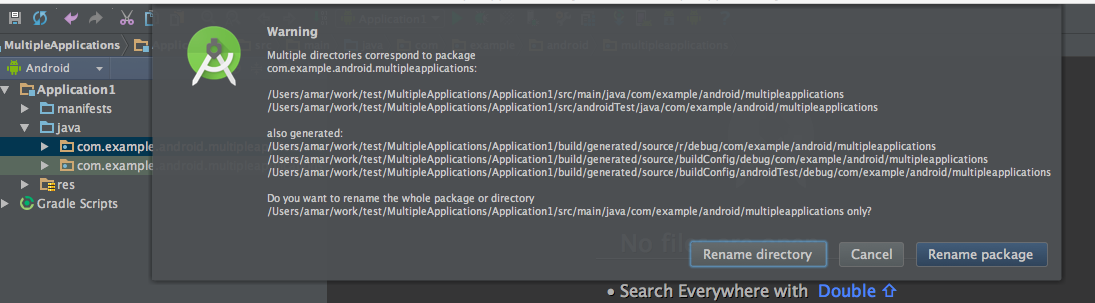 Warning
MultipleApplications
Multiple directories correspond to package
com.example.android.multipleapplications:
Android
/Users/amar/work/test/MultipleApplications/Application1/src/main/java/com/example/android/multipleapplications
/Users/amar/work/test/MultipleApplications/Application1/src/androidTest/java/com/example/android/multipleapplications
Application1
manifests
java
com.example.android.multipleapplications
com.example
res
Gradle Scripts
also generated:
/Users/amar/work/test/MultipleApplications/Application1/build/generated/source/r/debug/com/example/android/multipleapplications
/Users/amar/work/test/MultipleApplications/Application1/build/generated/source/buildConfig/debug/com/example/android/multipleapplications
/Users/amar/work/test/MultipleApplications/Application1/build/generated/source/buildConfig/androidTest/debug/com/example/android/multipleapplications
Do you want to rename the whole package or directory
/Users/amar/work/test/MultipleApplications/Application1/src/main/java/com/example/android/multipleapplications only?
No files are open
Rename directory
Cancel
Rename package
• Search Everywhere with Double ⇧